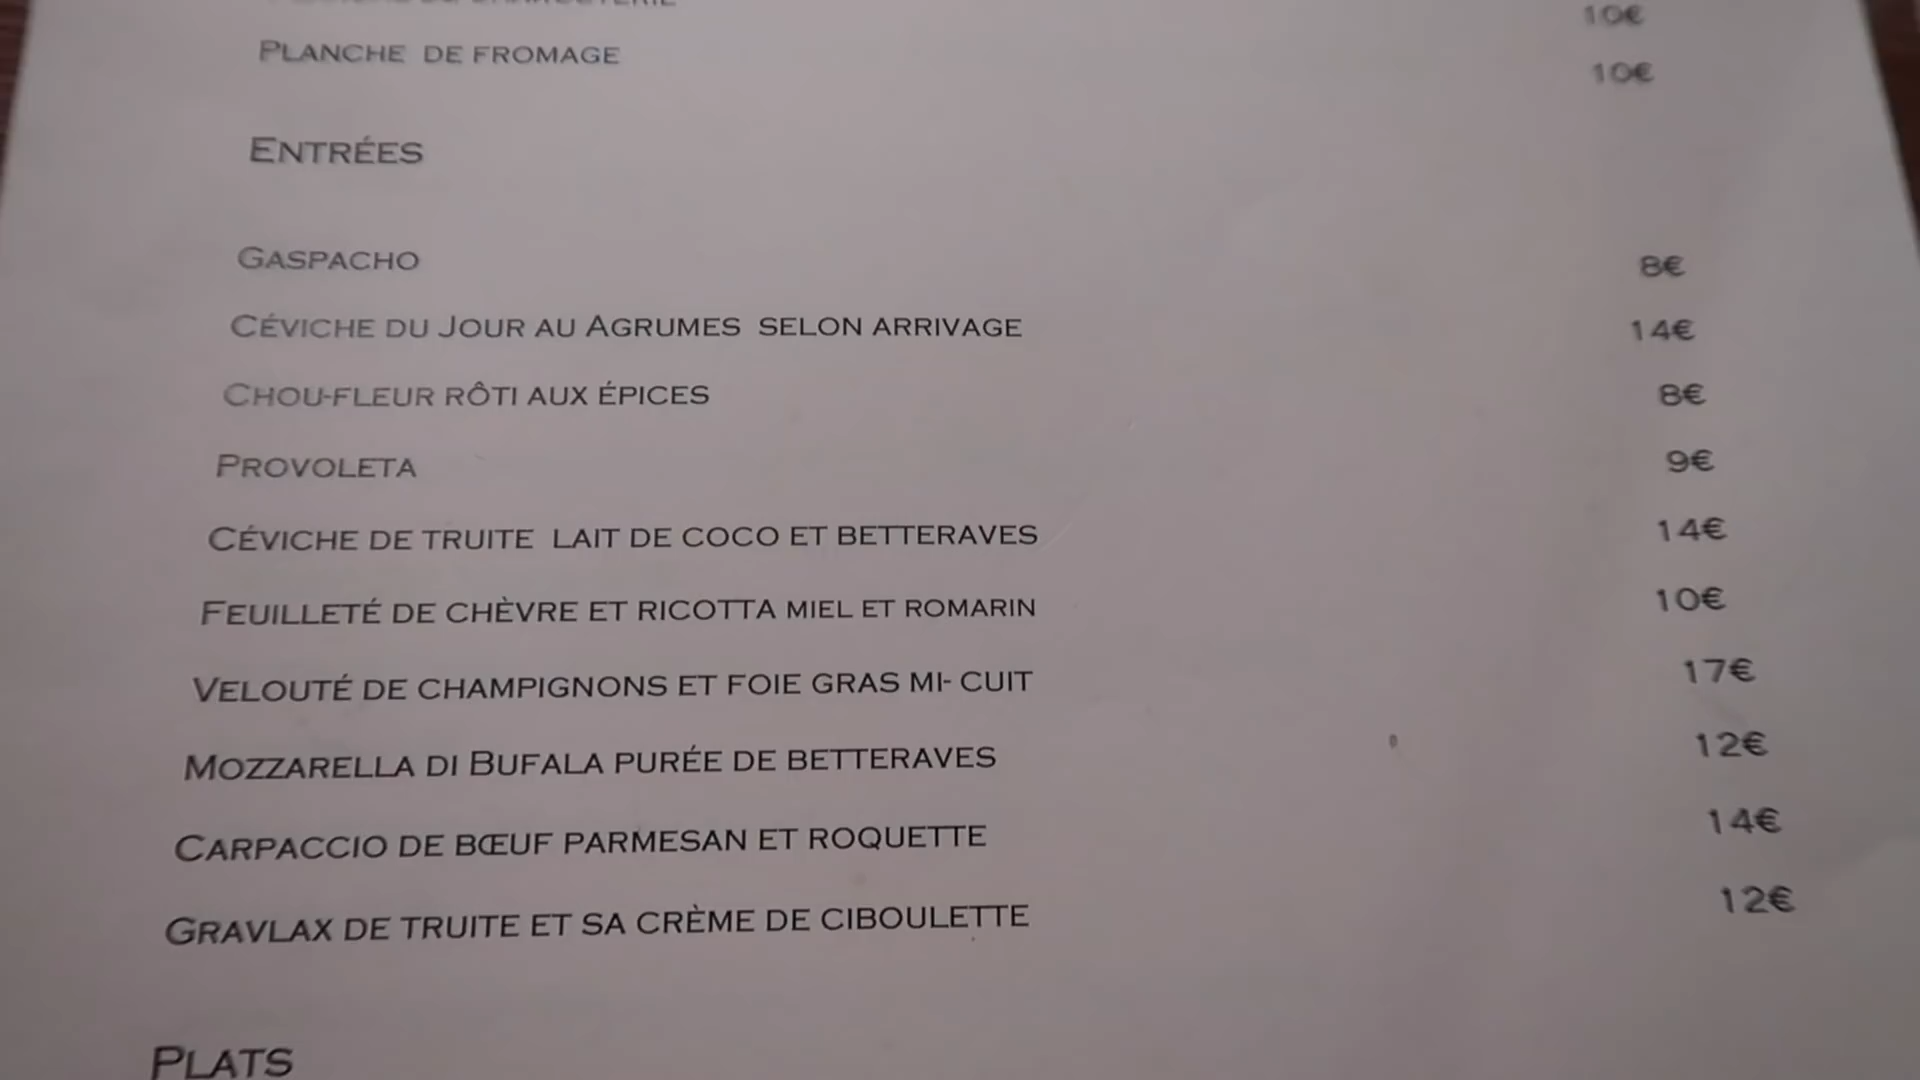 10€
PLANCHE DE FROMAGE 10€
ENTRÉES
GASPACHO 8€
CÉVICHE DU JOUR AU AGRUMES SELON ARRIVAGE 14€
CHOU-FLEUR RÔTI AUX ÉPICES 8€
PROVOLETA 9€
CÉVICHE DE TRUITE LAIT DE COCO ET BETTERAVES 14€
FEUILLETÉ DE CHÈVRE ET RICOTTA MIEL ET ROMARIN 10€
VELOUTÉ DE CHAMPIGNONS ET FOIE GRAS MI- CUIT 17€
MOZZARELLA DI BUFALA PURÉE DE BETTERAVES 12€
CARPACCIO DE BŒUF PARMESAN ET ROQUETTE 14€
GRAVLAX DE TRUITE ET SA CRÈME DE CIBOULETTE 12€
PLATS